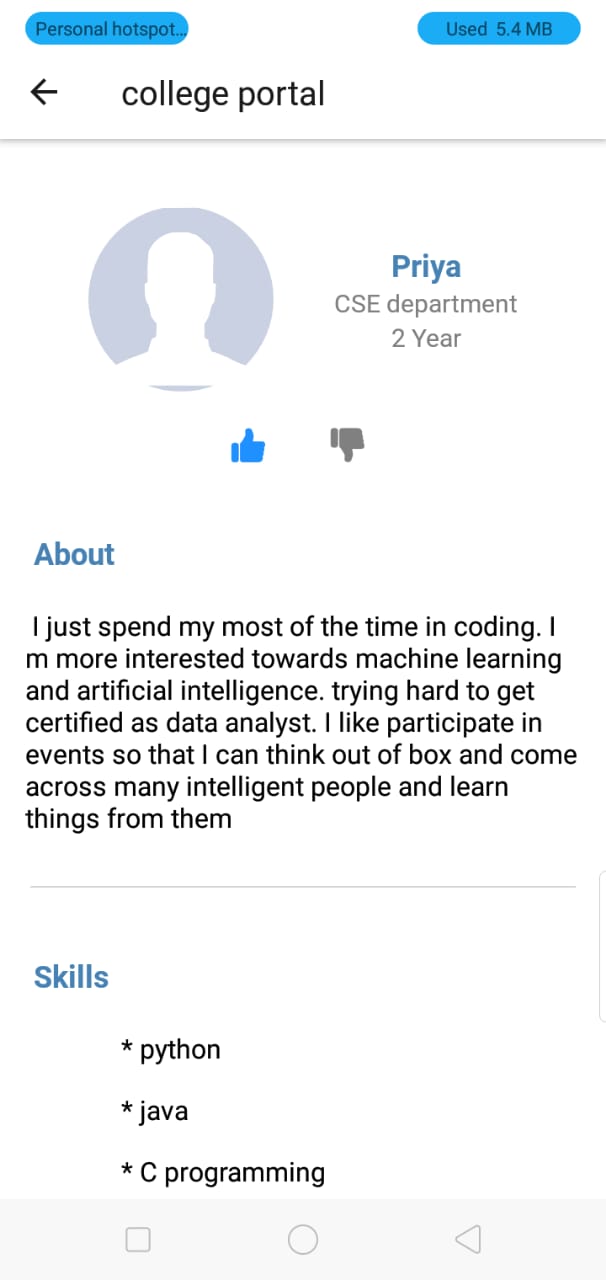 Personal hotspot...
Used 5.4 MB
college portal
Priya
CSE department
2 Year
About
I just spend my most of the time in coding. I
m more interested towards machine learning
and artificial intelligence. trying hard to get
certified as data analyst. I like participate in
events so that I can think out of box and come
across many intelligent people and learn
things from them
Skills
* python
* java
* C programming